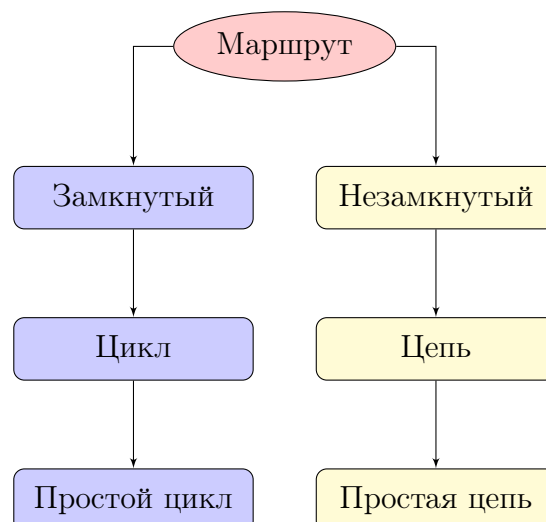 Маршрут
Замкнутый
Незамкнутый
Цикл
Цепь
Простой цикл
Простая цепь